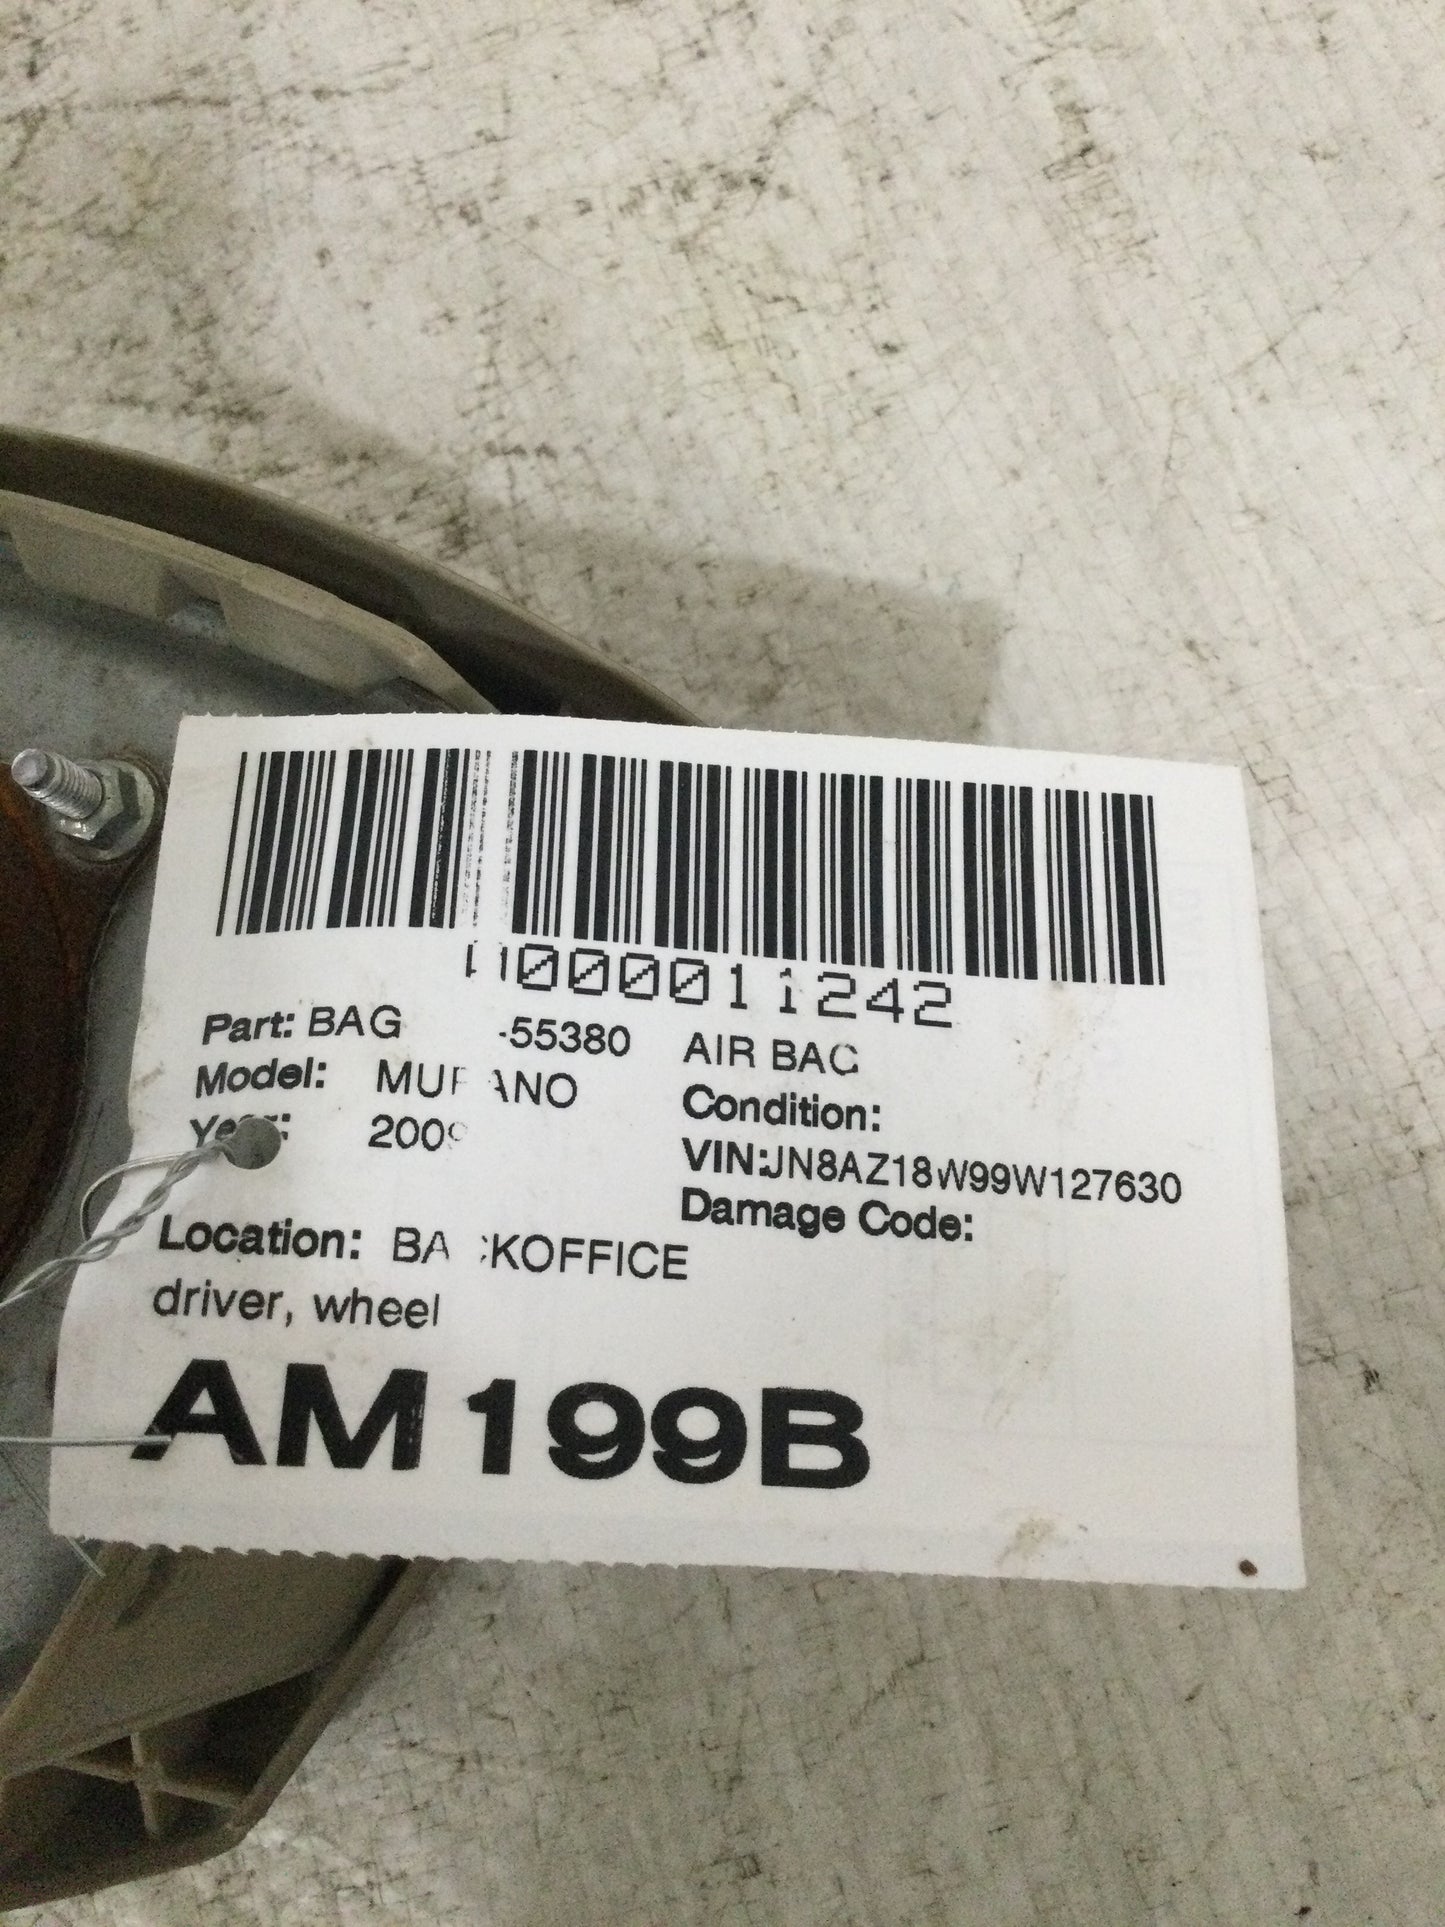 0000011242
Part: BAG -55380 AIR BAG
Model: MURANO Condition:
Year: 2009 VIN:JN8AZ18W99W127630
Damage Code:
Location: BACKOFFICE
driver, wheel
AM199B